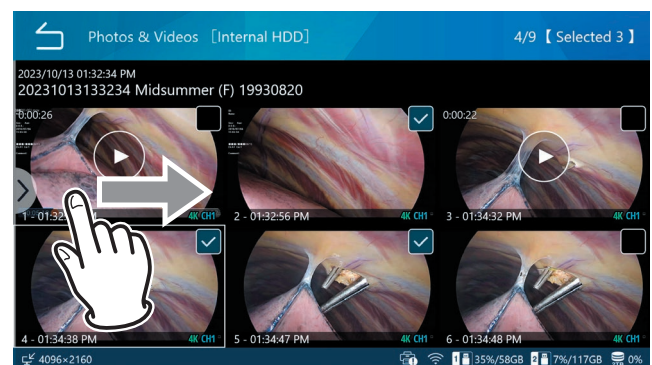 Photos & Videos [Internal HDD]
4/9 【 Selected 3 】
2023/10/13 01:32:34 PM
20231013133234 Midsummer (F) 19930820
0:00:26
0:00:22
1 - 01:32: PM
4K CH1
2 - 01:32:56 PM
4K CH1
3 - 01:34:32 PM
4K CH1
4 - 01:34:38
4K CH1
5 - 01:34:47 PM
4K CH1
6 - 01:34:48 PM
4K CH1
4096×2160
1 35%/58GB
2 7%/117GB
0%